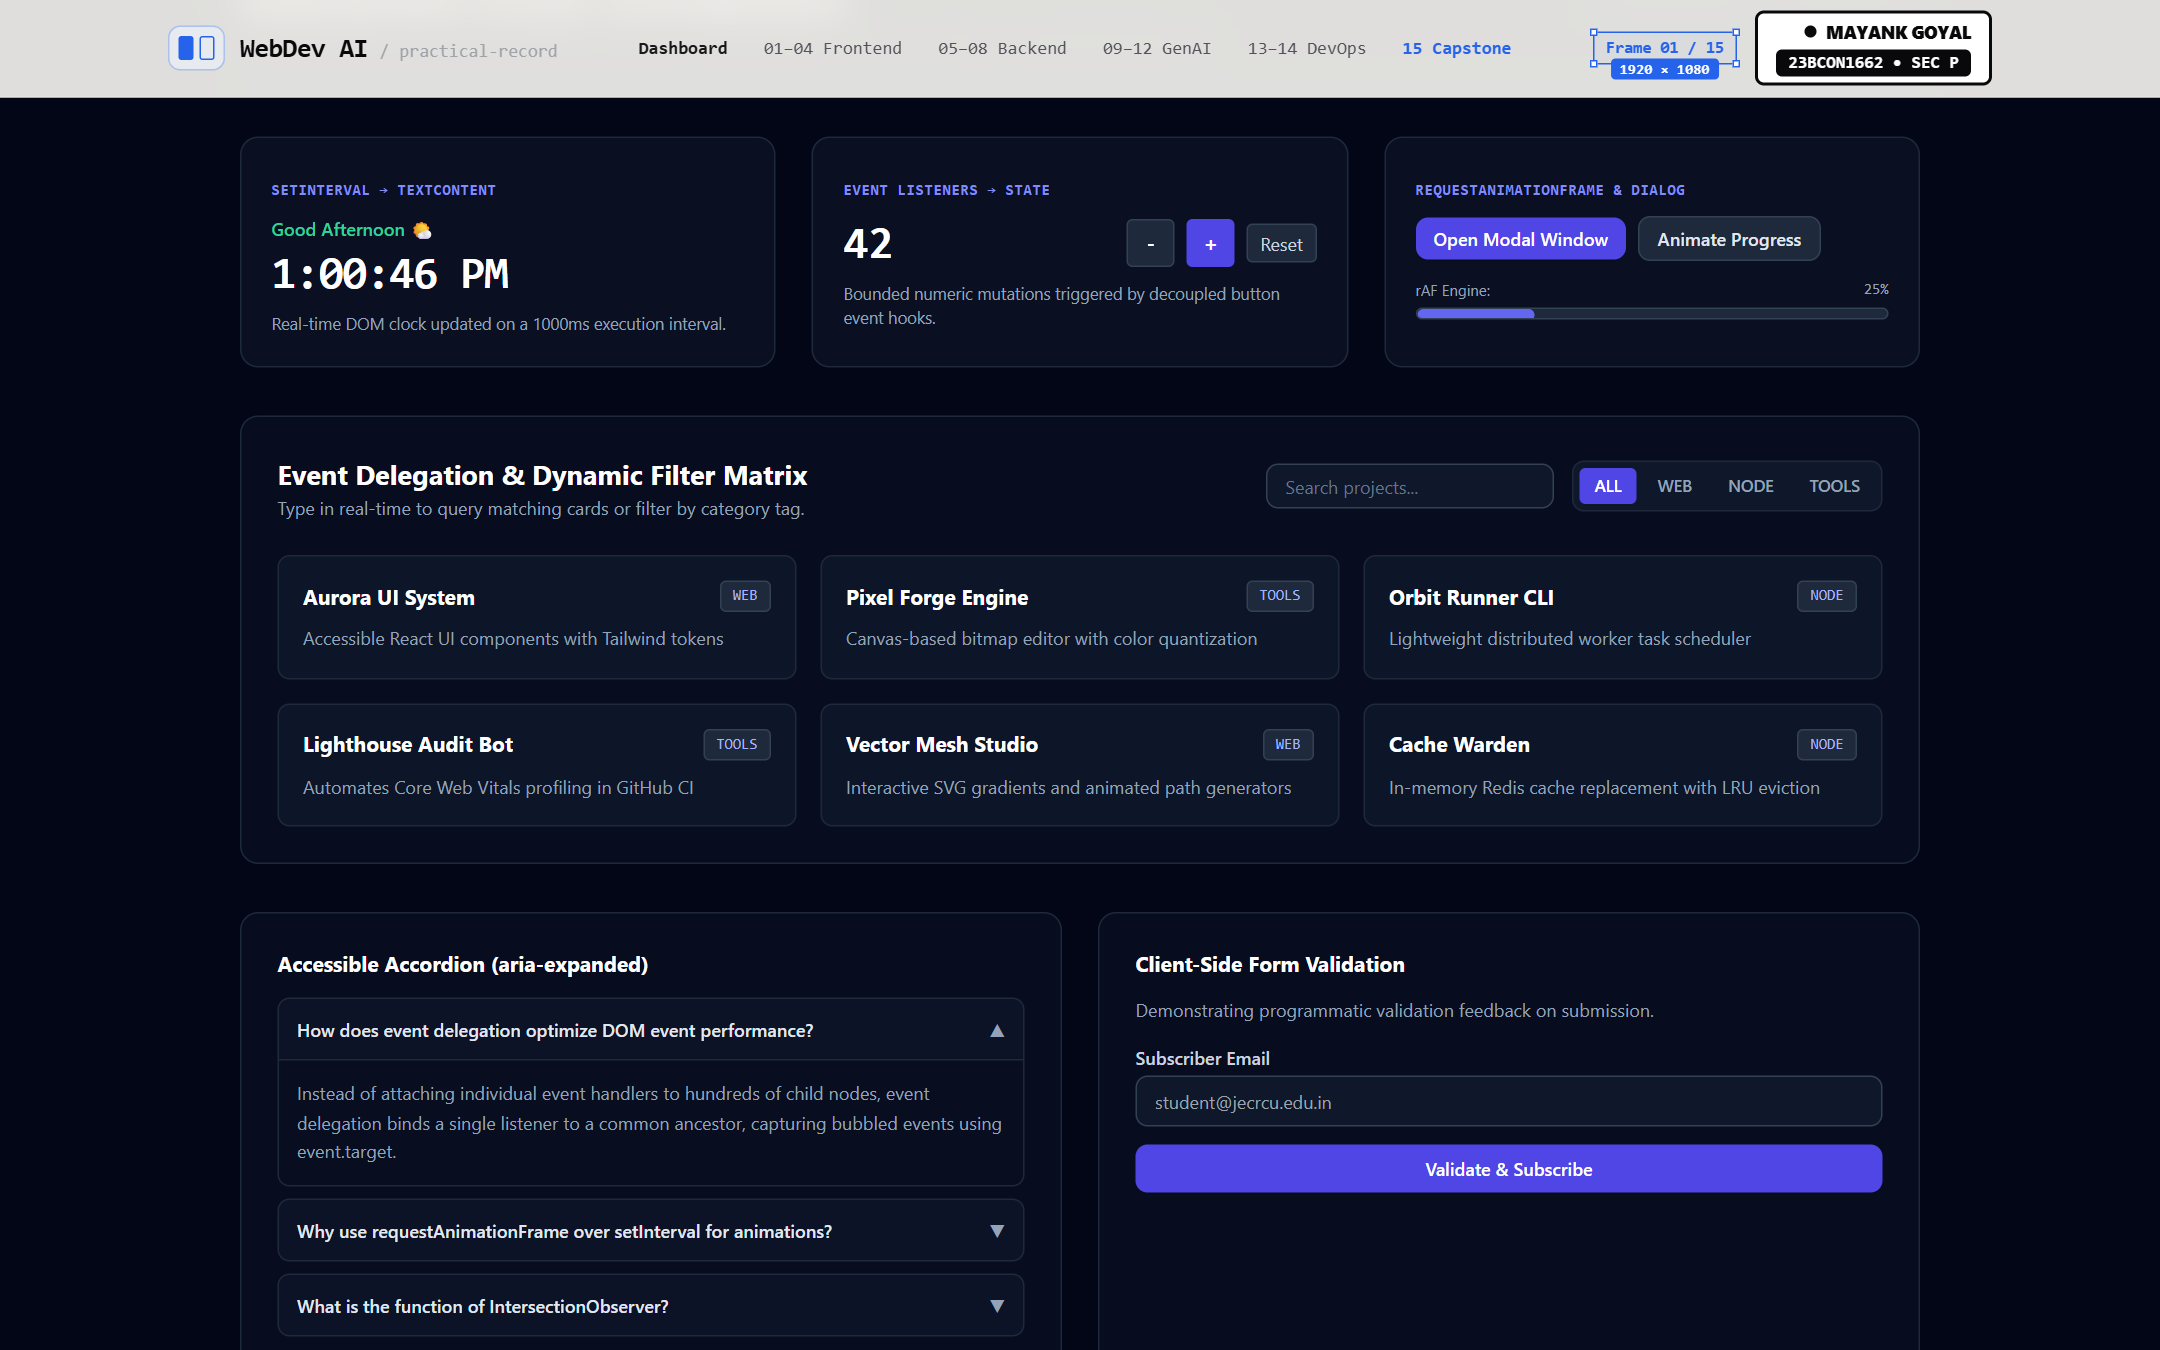 WebDev AI / practical-record
Dashboard
01–04 Frontend
05–08 Backend
09–12 GenAI
13–14 DevOps
15 Capstone
Frame 01 / 15
1920 × 1080
● MAYANK GOYAL
23BCON1662 • SEC P
SETINTERVAL → TEXTCONTENT
Good Afternoon 🌤️
1:00:46 PM
Real-time DOM clock updated on a 1000ms execution interval.
EVENT LISTENERS → STATE
42
-
+
Reset
Bounded numeric mutations triggered by decoupled button
event hooks.
REQUESTANIMATIONFRAME & DIALOG
Open Modal Window
Animate Progress
rAF Engine:
25%
Event Delegation & Dynamic Filter Matrix
Type in real-time to query matching cards or filter by category tag.
Search projects...
ALL
WEB
NODE
TOOLS
Aurora UI System
WEB
Accessible React UI components with Tailwind tokens
Pixel Forge Engine
TOOLS
Canvas-based bitmap editor with color quantization
Orbit Runner CLI
NODE
Lightweight distributed worker task scheduler
Lighthouse Audit Bot
TOOLS
Automates Core Web Vitals profiling in GitHub CI
Vector Mesh Studio
WEB
Interactive SVG gradients and animated path generators
Cache Warden
NODE
In-memory Redis cache replacement with LRU eviction
Accessible Accordion (aria-expanded)
How does event delegation optimize DOM event performance?
▲
Instead of attaching individual event handlers to hundreds of child nodes, event
delegation binds a single listener to a common ancestor, capturing bubbled events using
event.target.
Why use requestAnimationFrame over setInterval for animations?
▼
What is the function of IntersectionObserver?
▼
Client-Side Form Validation
Demonstrating programmatic validation feedback on submission.
Subscriber Email
student@jecrcu.edu.in
Validate & Subscribe